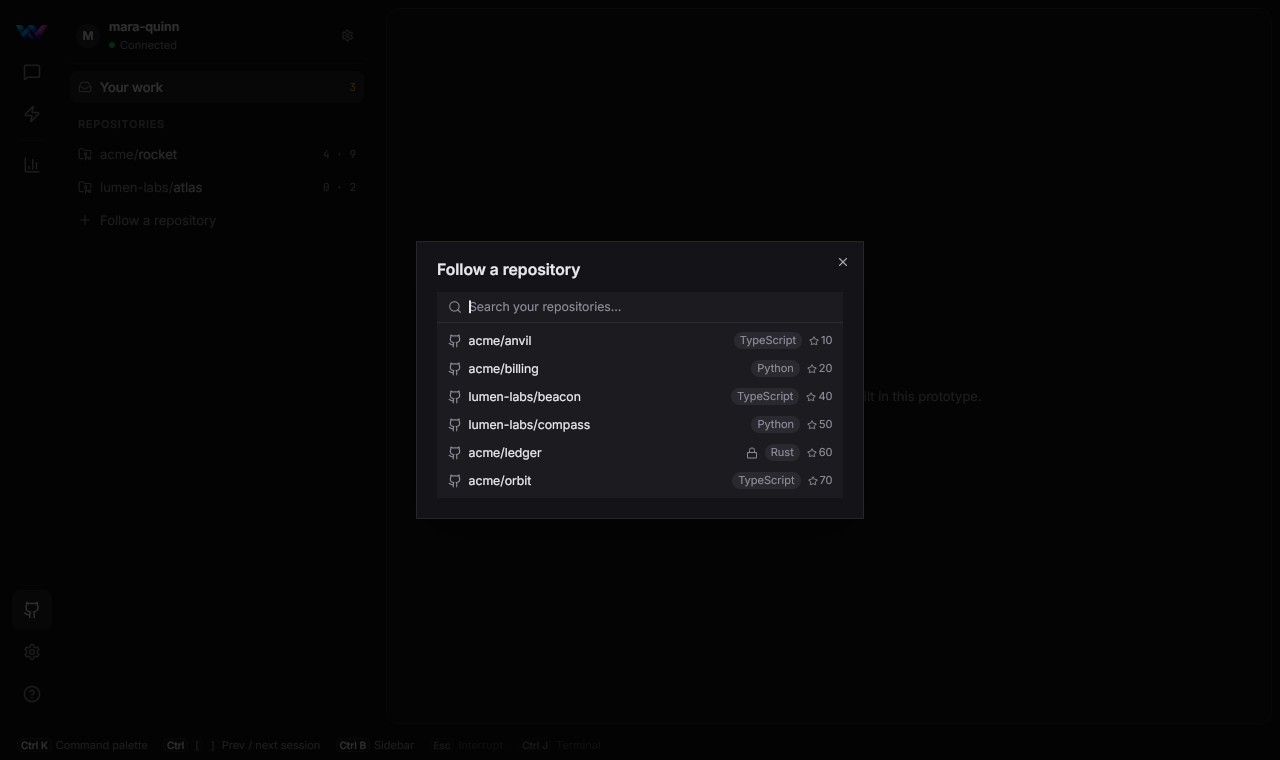 mara-quinn
M
Connected
Your work 3
REPOSITORIES
acme/rocket 4 · 9
lumen-labs/atlas 0 · 2
Follow a repository
Follow a repository
Search your repositories...
acme/anvil TypeScript 10
acme/billing Python 20
lumen-labs/beacon TypeScript 40
lumen-labs/compass Python 50
acme/ledger Rust 60
acme/orbit TypeScript 70
in this prototype.
Ctrl K Command palette Ctrl [ ] Prev / next session Ctrl B Sidebar Esc Interrupt Ctrl J Terminal